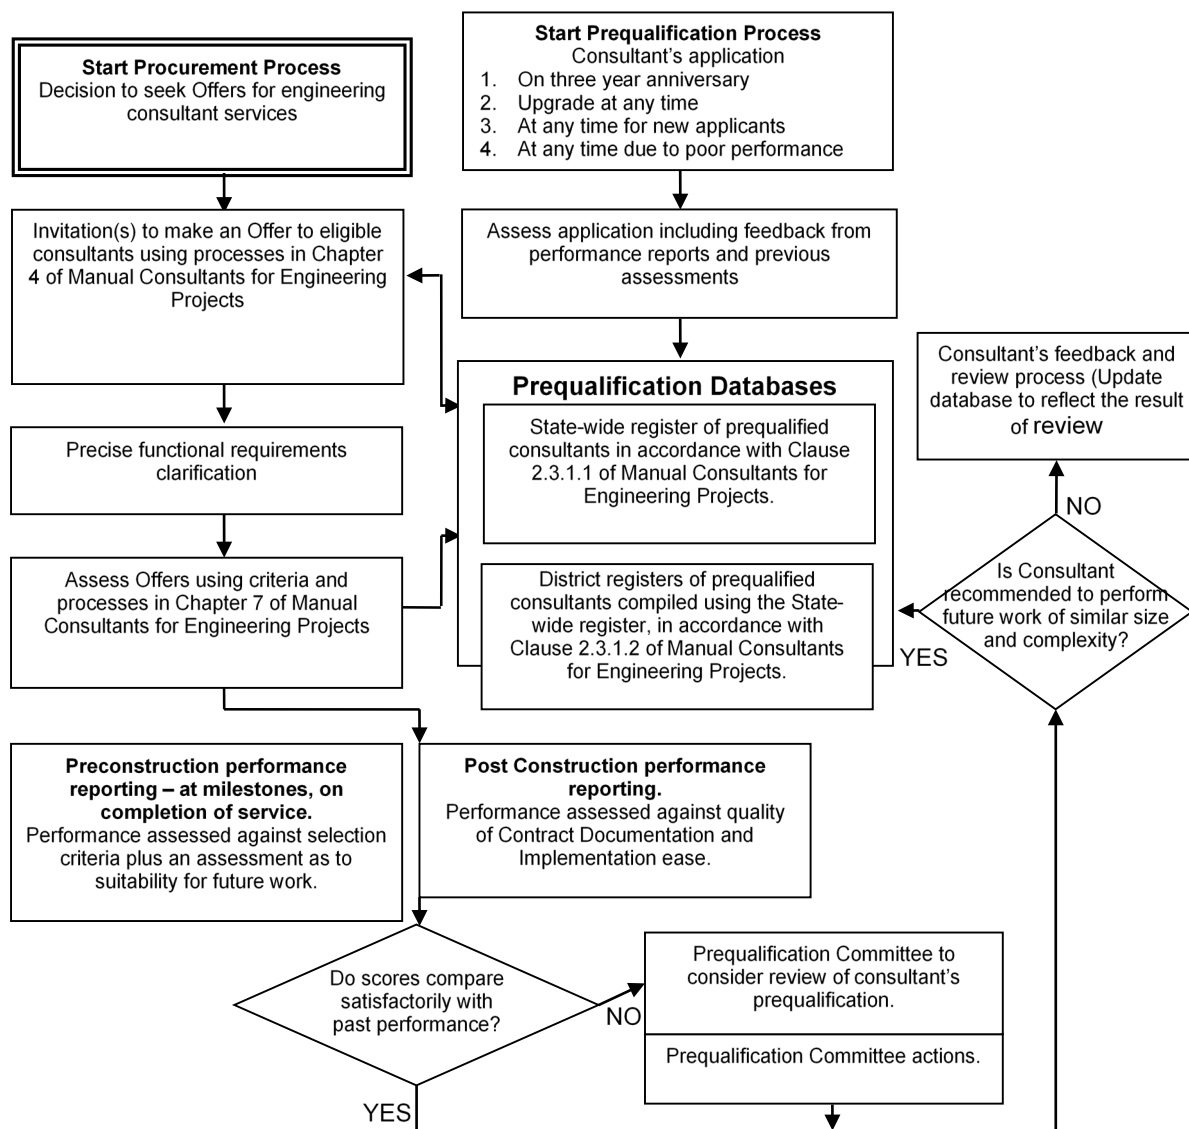 Start Procurement Process
Decision to seek Offers for engineering
consultant services
Start Prequalification Process
Consultant’s application
1. On three year anniversary
2. Upgrade at any time
3. At any time for new applicants
4. At any time due to poor performance
Invitation(s) to make an Offer to eligible
consultants using processes in Chapter
4 of Manual Consultants for Engineering
Projects
Assess application including feedback from
performance reports and previous
assessments
Precise functional requirements
clarification
Prequalification Databases
State-wide register of prequalified
consultants in accordance with Clause
2.3.1.1 of Manual Consultants for
Engineering Projects.
Consultant’s feedback and
review process (Update
database to reflect the result
of review
NO
Assess Offers using criteria and
processes in Chapter 7 of Manual
Consultants for Engineering Projects
District registers of prequalified
consultants compiled using the State-
wide register, in accordance with
Clause 2.3.1.2 of Manual Consultants
for Engineering Projects.
Is Consultant
recommended to perform
future work of similar size
and complexity?
YES
Preconstruction performance
reporting – at milestones, on
completion of service.
Performance assessed against selection
criteria plus an assessment as to
suitability for future work.
Post Construction performance
reporting.
Performance assessed against quality
of Contract Documentation and
Implementation ease.
Do scores compare
satisfactorily with
past performance?
NO
Prequalification Committee to
consider review of consultant’s
prequalification.
Prequalification Committee actions.
YES